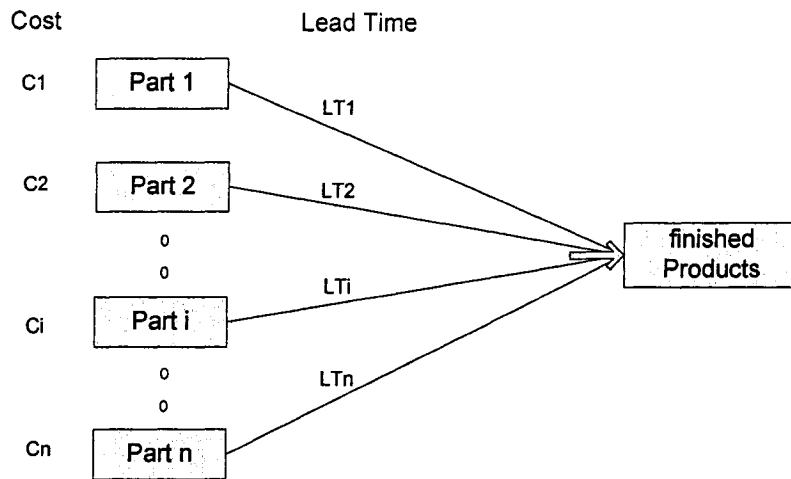 Cost Lead Time
C1 Part 1
LT1
C2 Part 2 LT2
finished
Products
Ci Part i LTi
LTn
Cn Part n